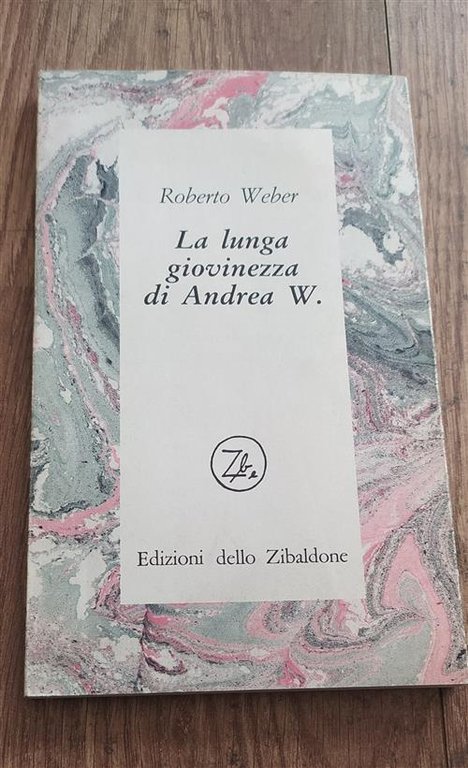 Roberto Weber
La lunga
giovinezza
di Andrea W.
Zbe
Edizioni dello Zibaldone